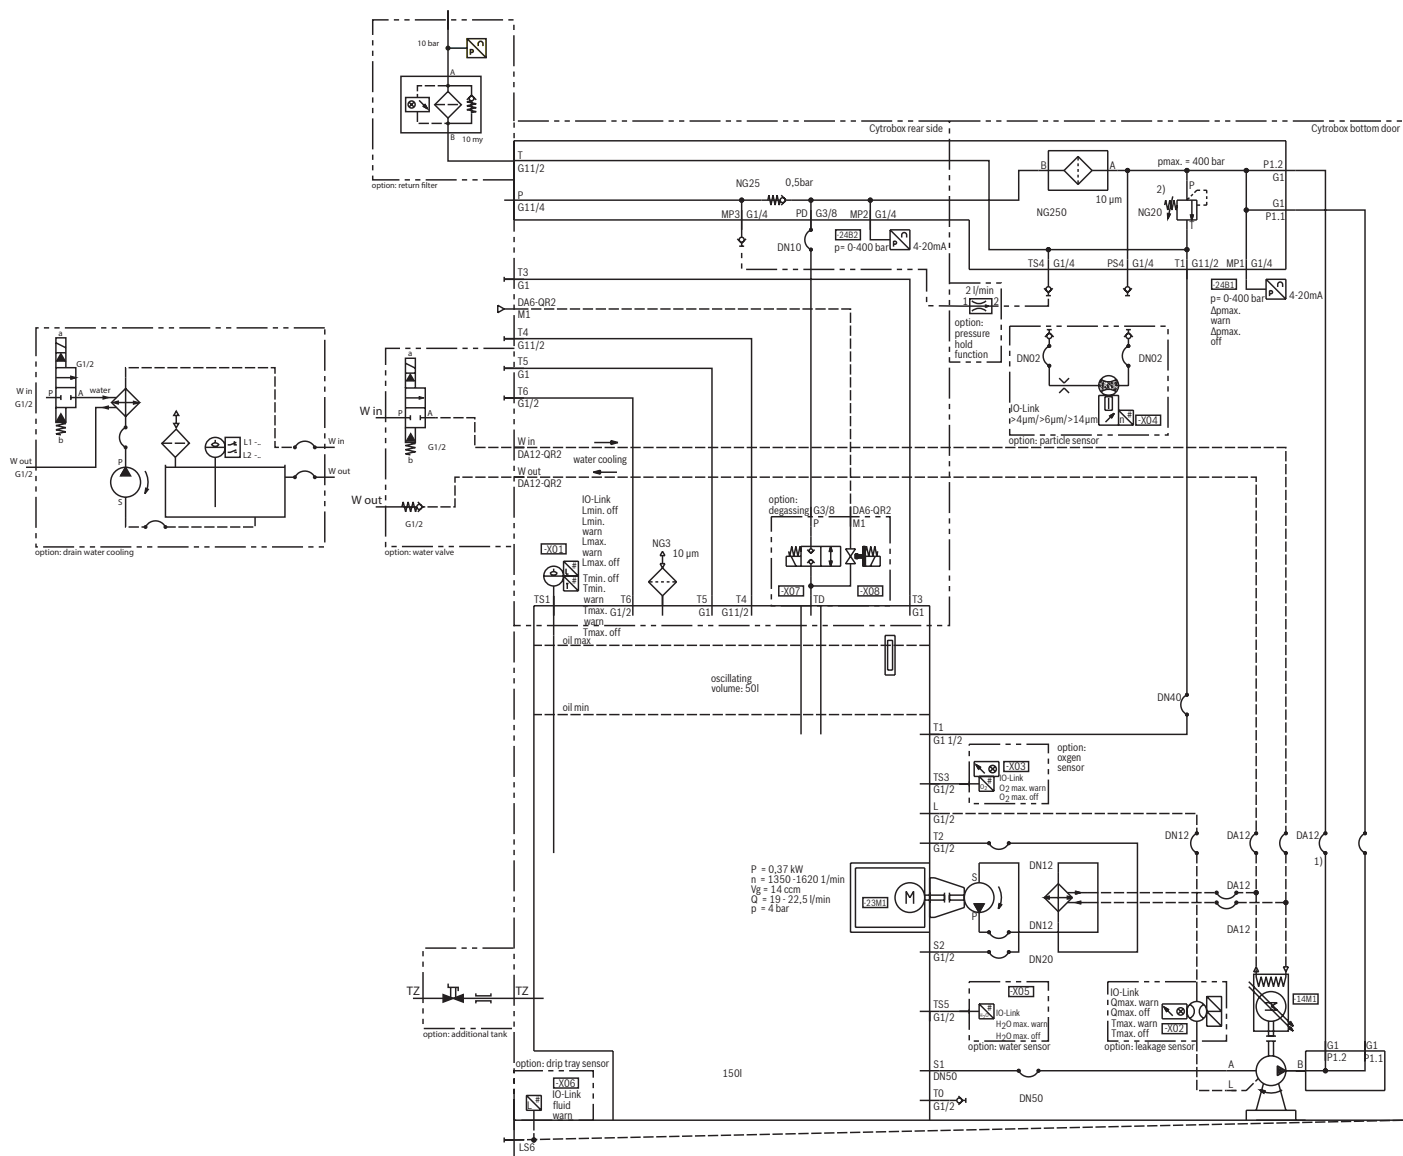 10 bar
P
A
B
10 my
option: return filter
Cytrobox rear side
Cytrobox bottom door
T
G11/2
P
G11/4
NG25
0,5bar
MP3
G1/4
PD
G3/8
MP2
G1/4
DN10
-24B2
p= 0-400 bar
P
4-20mA
B
A
10 µm
NG250
pmax. = 400 bar
2)
P
NG20
T
P1.2
G1
G1
P1.1
TS4
G1/4
PS4
G1/4
T1
G11/2
MP1
G1/4
-24B1
P
4-20mA
p= 0-400 bar
Δpmax.
warn
Δpmax.
off
T3
G1
DA6-QR2
M1
T4
G11/2
T5
G1
T6
G1/2
2 l/min
1
2
option:
pressure
hold
function
DN02
DN02
IO-Link
>4µm/>6µm/>14µm
n
#
-X04
option: particle sensor
a
G1/2
W in
G1/2
P
A
water
b
W out
G1/2
P
S
L1 -..
L2 -..
W in
W out
option: drain water cooling
a
W in
P
A
G1/2
b
W out
G1/2
option: water valve
W in
DA12-QR2
water cooling
W out
DA12-QR2
IO-Link
Lmin. off
Lmin.
warn
Lmax.
warn
Lmax. off
Tmin. off
Tmin.
warn
Tmax.
warn
Tmax. off
-X01
L
#
T
#
NG3
10 µm
option:
degassing
G3/8
P
DA6-QR2
M1
-X07
-X08
TS1
T6
G1/2
T5
G1
T4
G11/2
TD
T3
G1
oil max
oscillating
volume: 50l
oil min
DN40
T1
G1 1/2
option:
oxgen
sensor
-X03
TS3
G1/2
O2
#
IO-Link
O2 max. warn
O2 max. off
L
G1/2
T2
G1/2
DN12
DA12
DA12
1)
P = 0,37 kW
n = 1350 -1620 1/min
Vg = 14 ccm
Q = 19 - 22,5 l/min
p = 4 bar
-23M1
M
S
P
DN12
DN12
DA12
DA12
S2
G1/2
DN20
TZ
TZ
option: additional tank
TS5
G1/2
-X05
#
IO-Link
H2O max. warn
H2O max. off
option: water sensor
IO-Link
Qmax. warn
Qmax. off
Tmax. warn
Tmax. off
-X02
option: leakage sensor
-14M1
G1
P1.2
G1
P1.1
S1
DN50
A
B
L
DN50
T0
G1/2
150l
option: drip tray sensor
-X06
IO-Link
fluid
warn
L
#
LS6